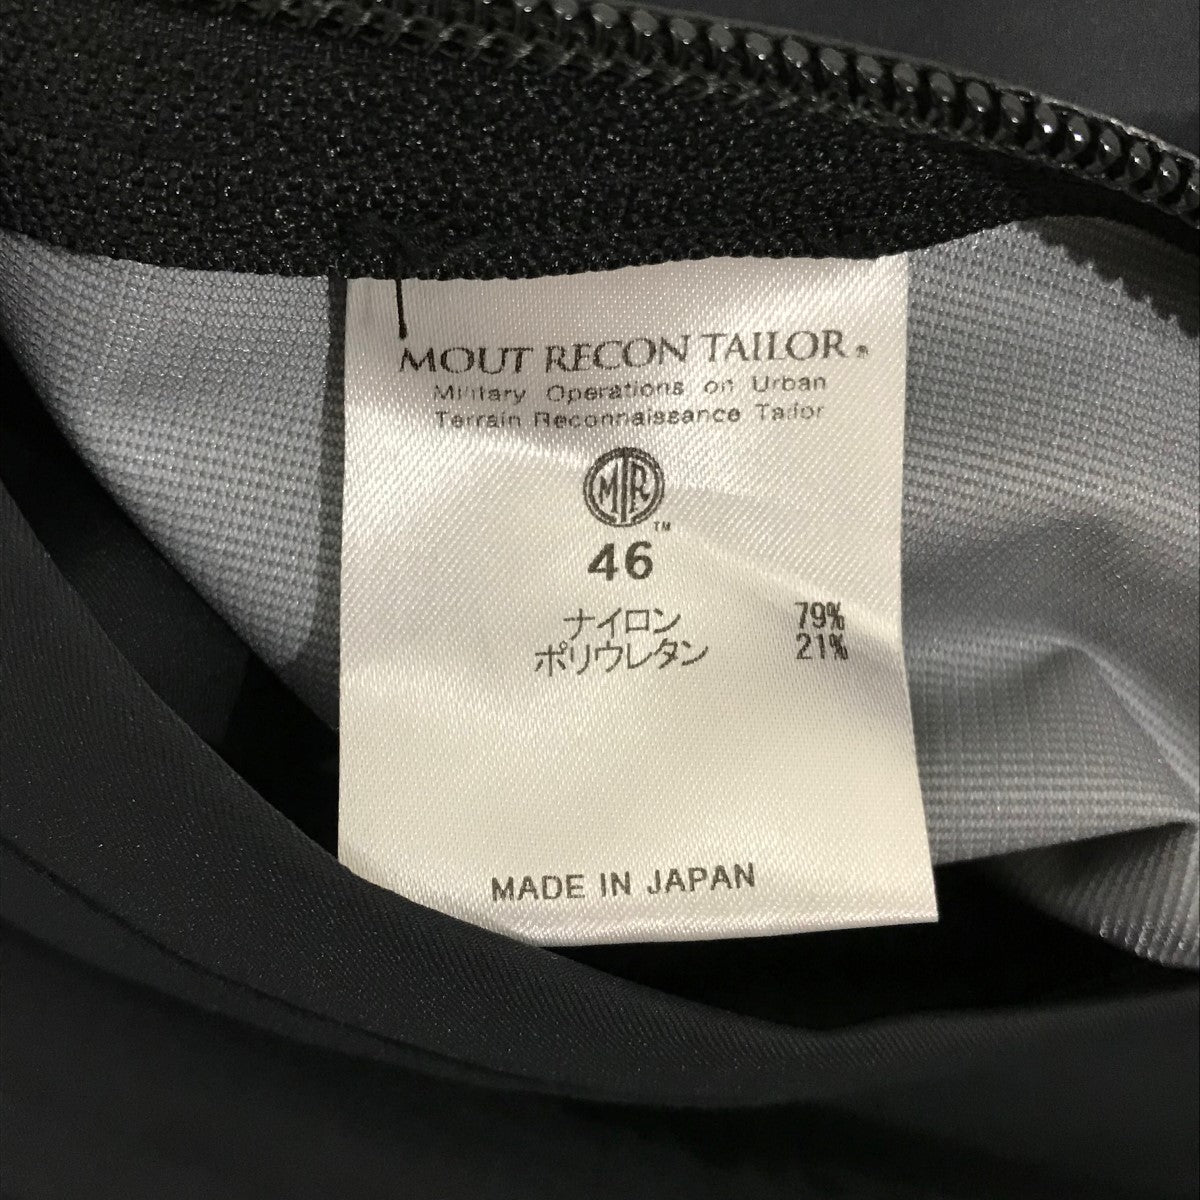 MOUT RECON TAILOR®
Military Operations on Urban
Terrain Reconnaissance Tailor
MTR
™
46
ナイロン 79%
ポリウレタン 21%
MADE IN JAPAN